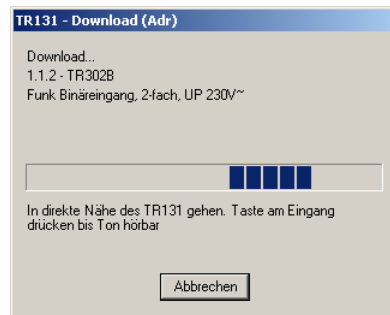 TR131 - Download (Adr)
Download...
1.1.2 - TR302B
Funk Binäreingang, 2-fach, UP 230V~
In direkte Nähe des TR131 gehen. Taste am Eingang
drücken bis Ton hörbar
Abbrechen